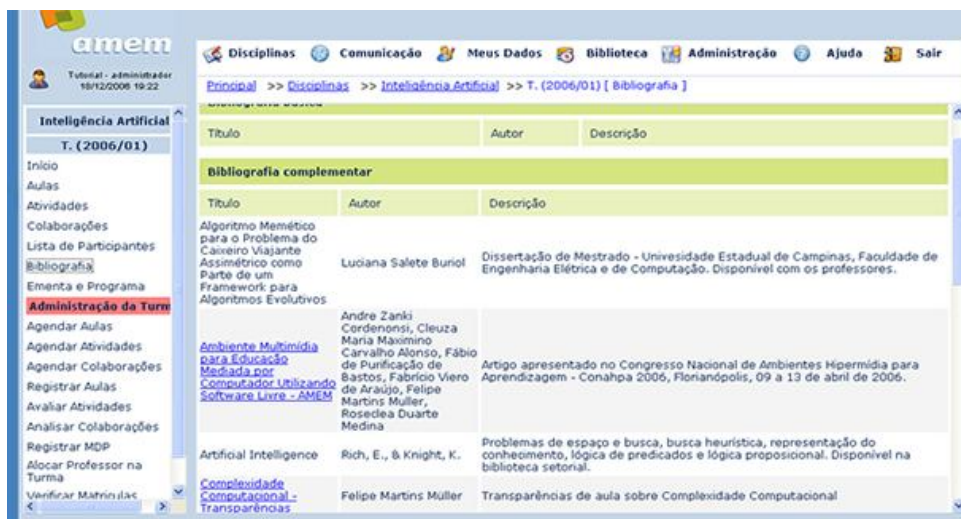 amem
Tutorial - administrador
18/12/2006 19:22
Disciplinas Comunicação Meus Dados Biblioteca Administração Ajuda Sair
Principal >> Disciplinas >> Inteligência Artificial >> T. (2006/01) [ Bibliografia ]
Inteligência Artificial
T. (2006/01)
Início
Aulas
Atividades
Colaborações
Lista de Participantes
Bibliografia
Ementa e Programa
Administração da Turm
Agendar Aulas
Agendar Atividades
Agendar Colaborações
Registrar Aulas
Avaliar Atividades
Analisar Colaborações
Registrar MDP
Alocar Professor na
Turma
Verificar Matriculas
Bibliografia básica
Título Autor Descrição
Bibliografia complementar
Título Autor Descrição
Algoritmo Memético
para o Problema do
Caixeiro Viajante
Assimétrico como
Parte de um
Framework para
Algoritmos Evolutivos
Luciana Salete Buriol
Dissertação de Mestrado - Univesidade Estadual de Campinas, Faculdade de
Engenharia Elétrica e de Computação. Disponível com os professores.
Ambiente Multimídia
para Educação
Mediada por
Computador Utilizando
Software Livre - AMEM
Andre Zanki
Cordenonsi, Cleuza
Maria Maximino
Carvalho Alonso, Fábio
de Purificação de
Bastos, Fabrício Viero
de Araújo, Felipe
Martins Muller,
Roseclea Duarte
Medina
Artigo apresentado no Congresso Nacional de Ambientes Hipermídia para
Aprendizagem - Conahpa 2006, Florianópolis, 09 a 13 de abril de 2006.
Artificial Intelligence
Rich, E., & Knight, K.
Problemas de espaço e busca, busca heurística, representação do
conhecimento, lógica de predicados e lógica proposicional. Disponível na
biblioteca setorial.
Complexidade
Computacional -
Transparências
Felipe Martins Müller
Transparências de aula sobre Complexidade Computacional